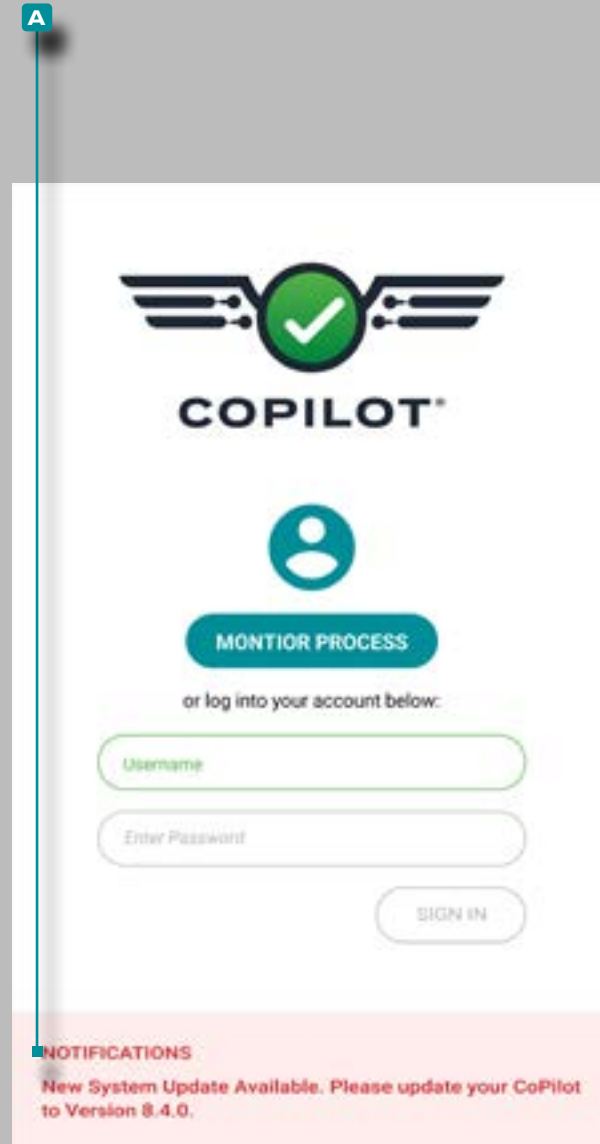 A
COPILOT®
MONTIOR PROCESS
or log into your account below:
Username
Enter Password
SIGN IN
NOTIFICATIONS
New System Update Available. Please update your CoPilot
to Version 8.4.0.